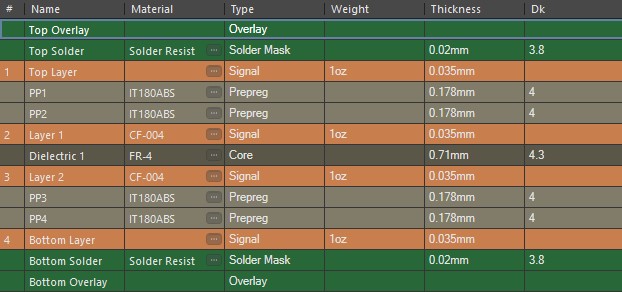 # Name Material Type Weight Thickness Dk
Top Overlay Overlay
Top Solder Solder Resist ... Solder Mask 0.02mm 3.8
1 Top Layer ... Signal 1oz 0.035mm
PP1 IT180ABS ... Prepreg 0.178mm 4
PP2 IT180ABS ... Prepreg 0.178mm 4
2 Layer 1 CF-004 ... Signal 1oz 0.035mm
Dielectric 1 FR-4 ... Core 0.71mm 4.3
3 Layer 2 CF-004 ... Signal 1oz 0.035mm
PP3 IT180ABS ... Prepreg 0.178mm 4
PP4 IT180ABS ... Prepreg 0.178mm 4
4 Bottom Layer ... Signal 1oz 0.035mm
Bottom Solder Solder Resist ... Solder Mask 0.02mm 3.8
Bottom Overlay Overlay